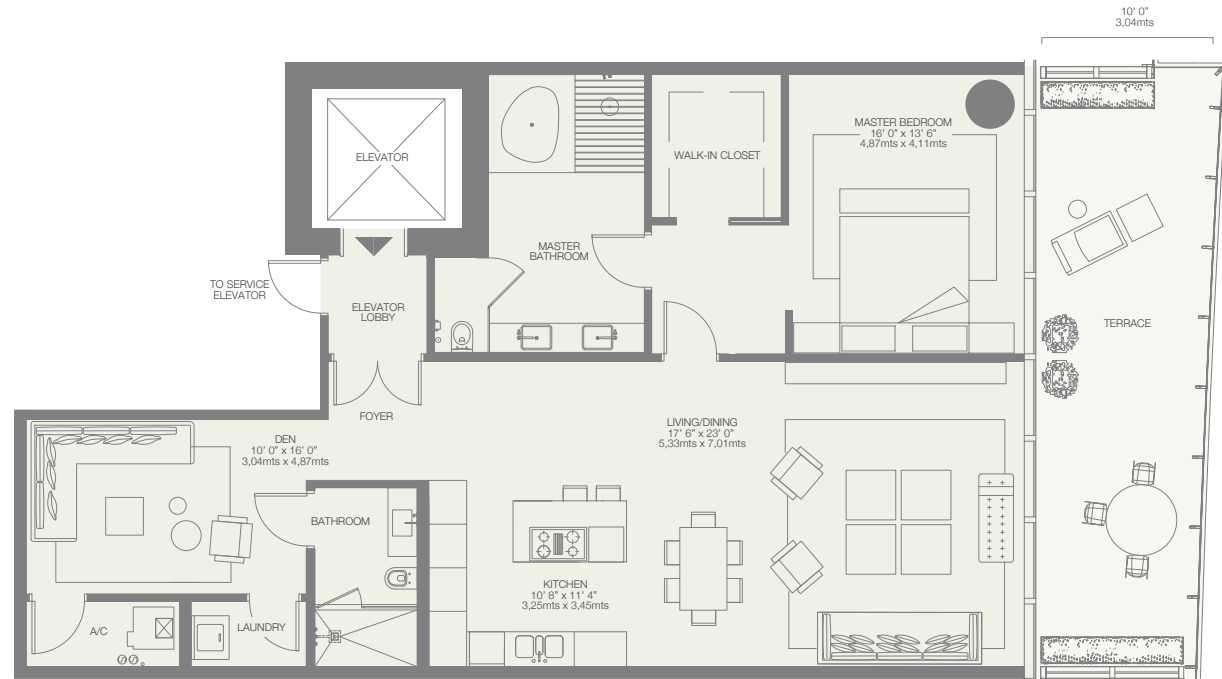 10' 0"
3,04mts
ELEVATOR
WALK-IN CLOSET
MASTER BEDROOM
16' 0" x 13' 6"
4,87mts x 4,11mts
MASTER
BATHROOM
TO SERVICE
ELEVATOR
ELEVATOR
LOBBY
TERRACE
FOYER
LIVING/DINING
17' 6" x 23' 0"
5,33mts x 7,01mts
DEN
10' 0" x 16' 0"
3,04mts x 4,87mts
BATHROOM
KITCHEN
10' 8" x 11' 4"
3,25mts x 3,45mts
A/C
LAUNDRY